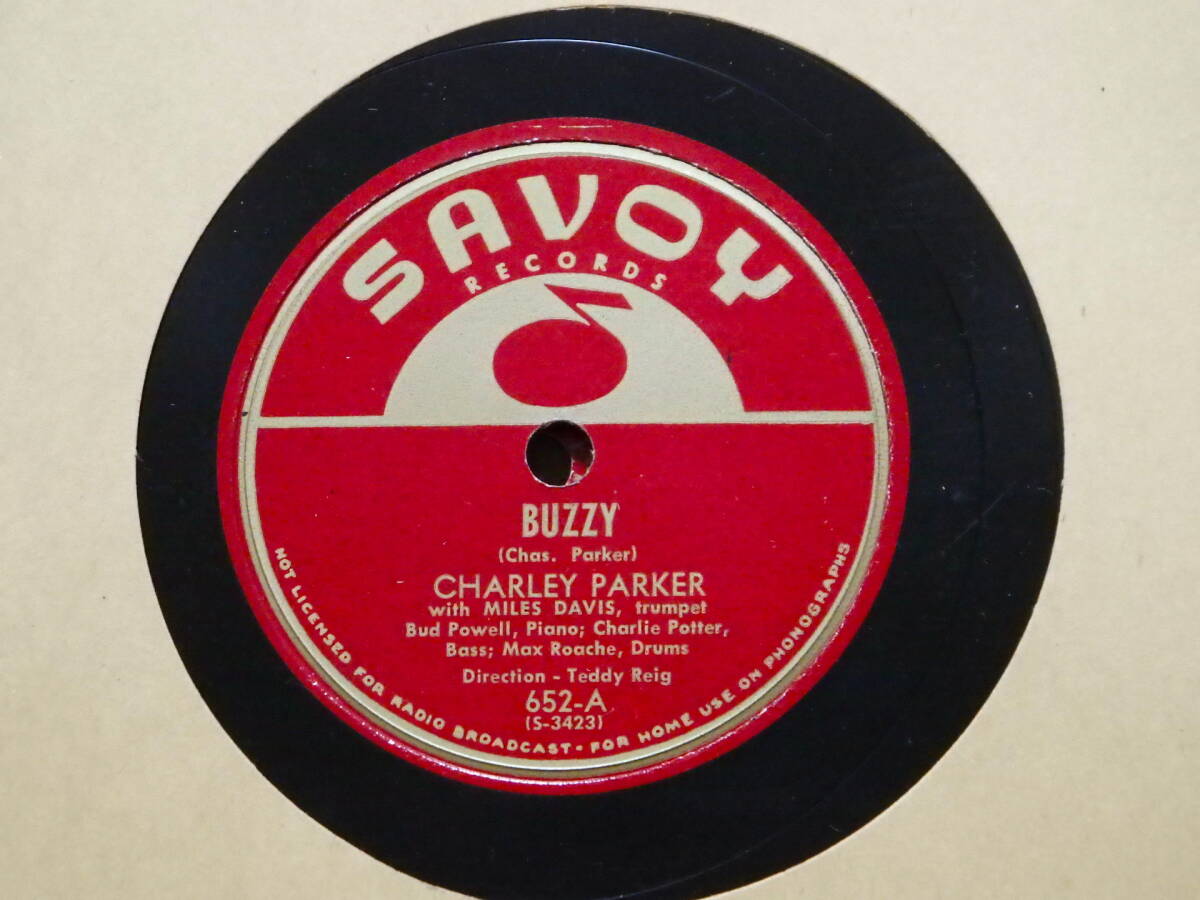 SAVOY
RECORDS
BUZZY
(Chas. Parker)
CHARLEY PARKER
with MILES DAVIS, trumpet
Bud Powell, Piano; Charlie Potter,
Bass; Max Roache, Drums
Direction - Teddy Reig
652-A
(S-3423)
NOT LICENSED FOR RADIO BROADCAST • FOR HOME USE ON PHONOGRAPHS